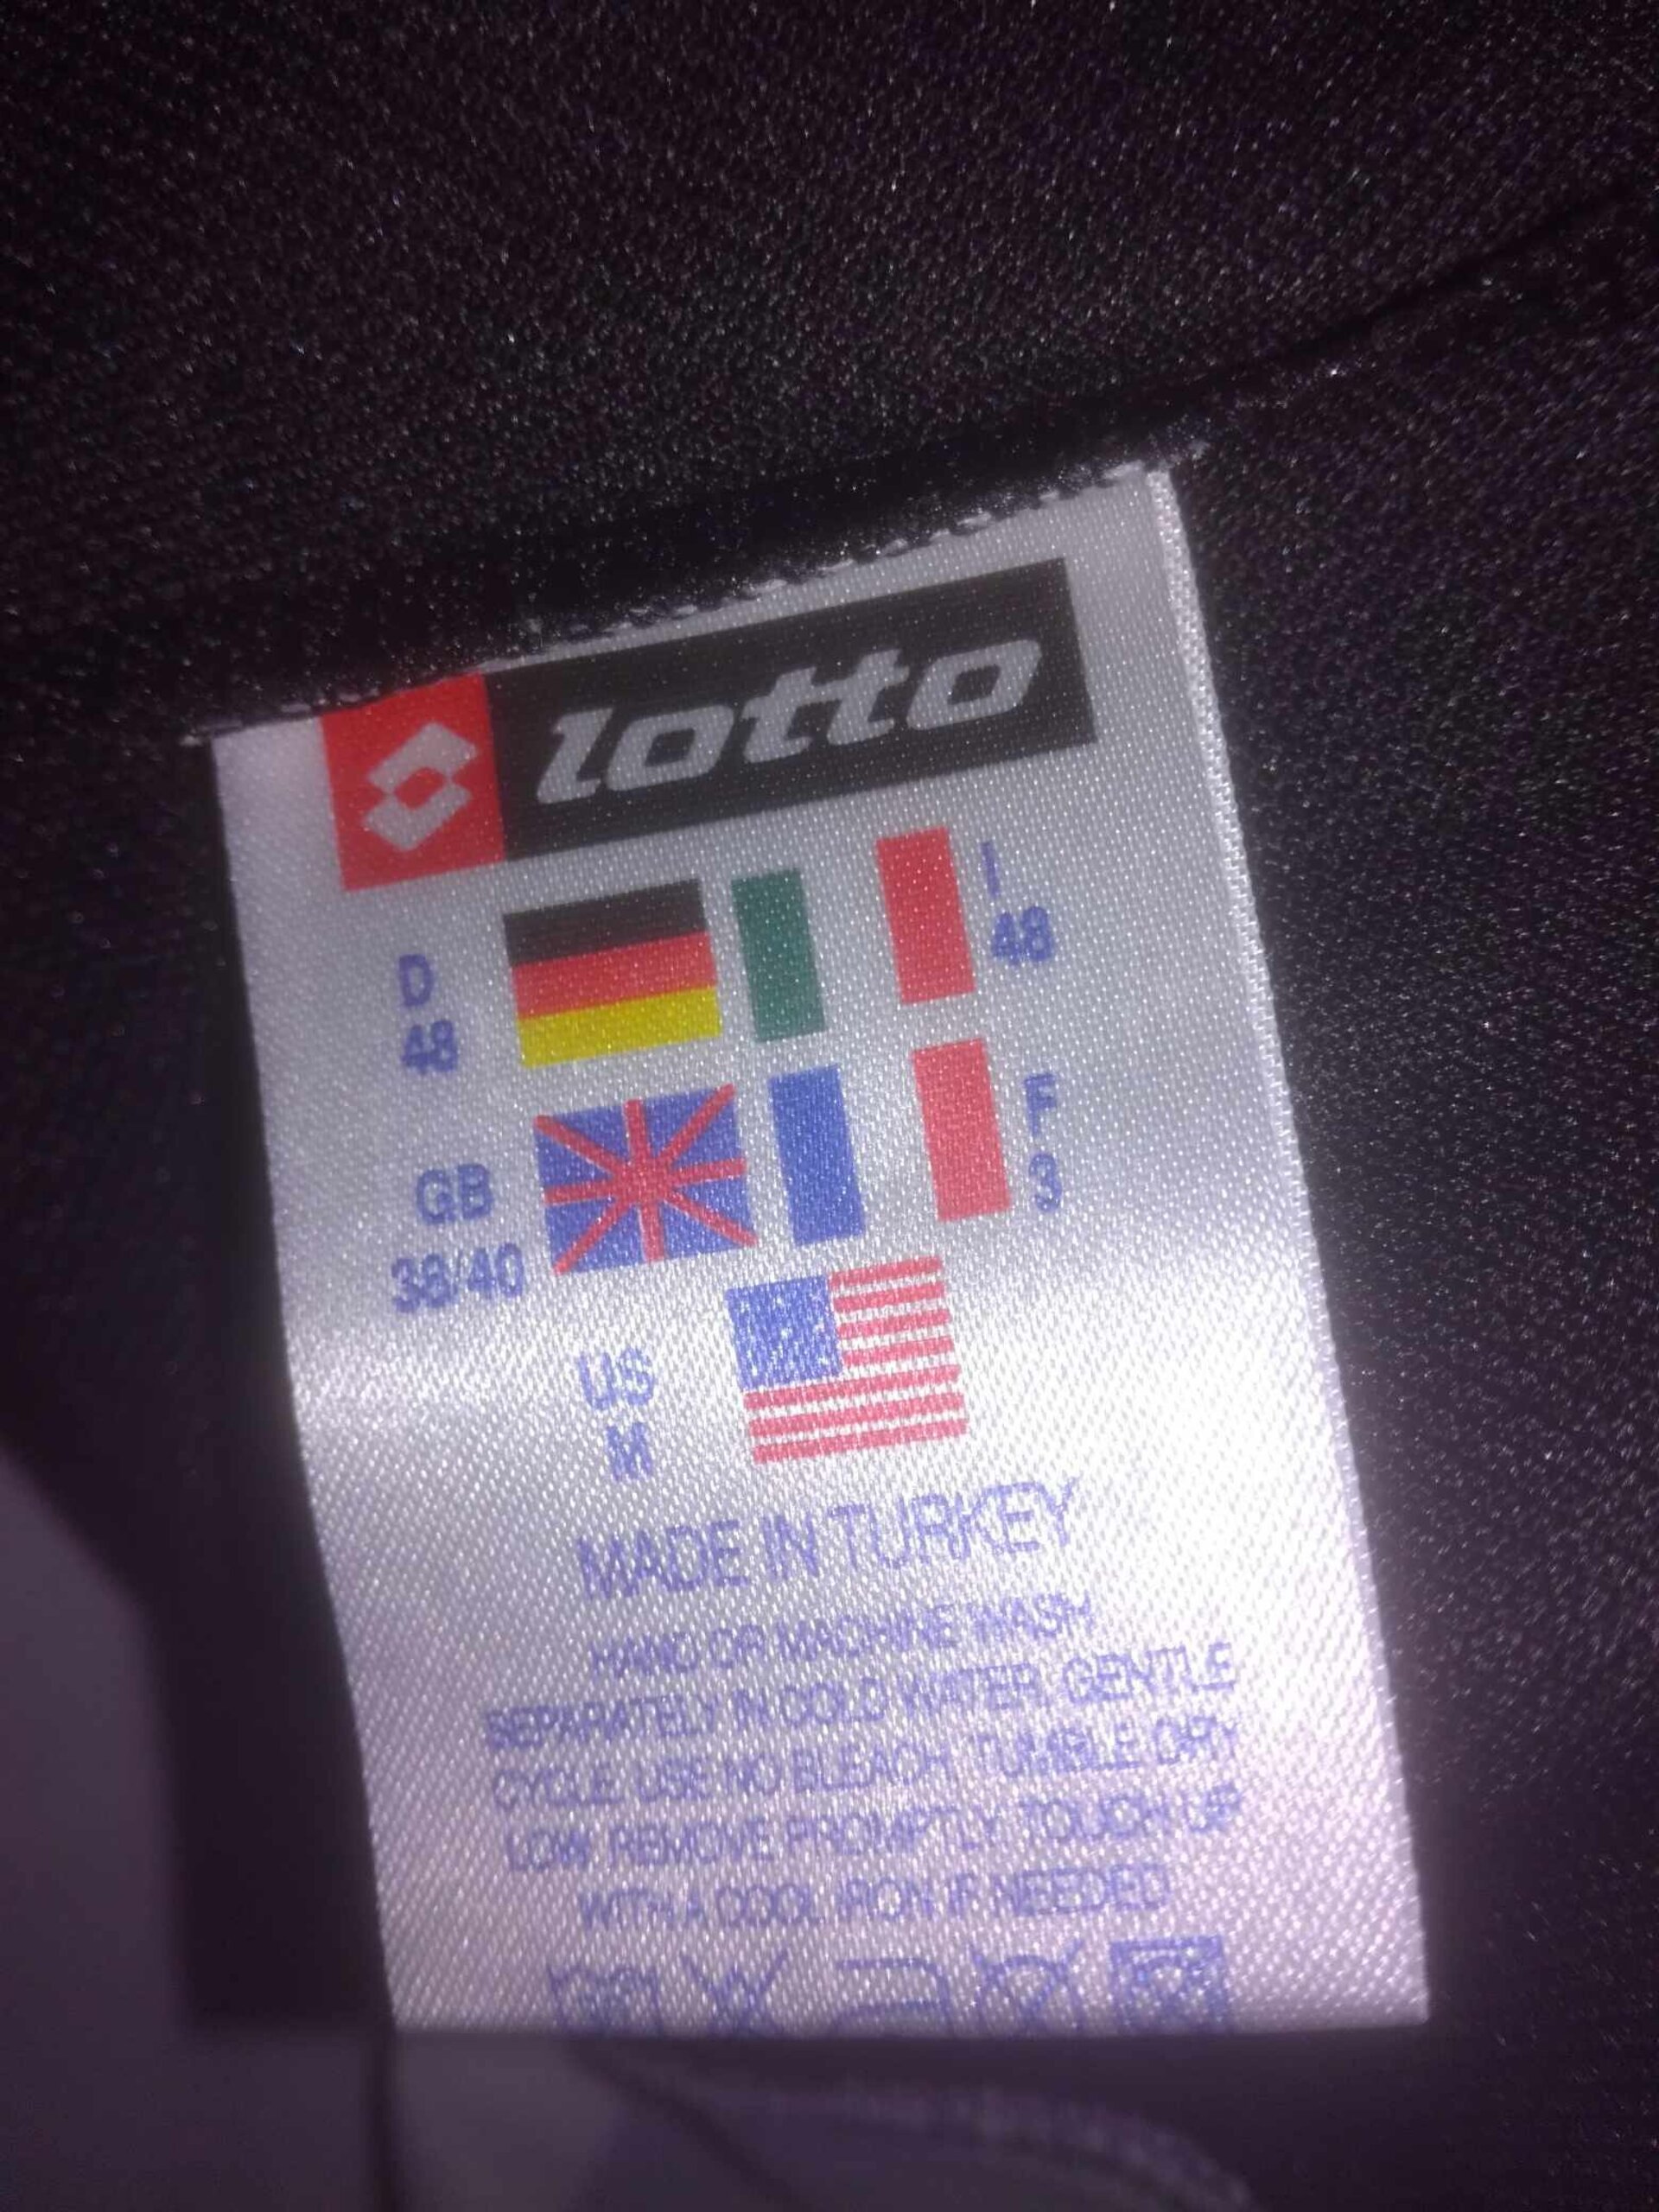 lotto
D
48
I
48
GB
38/40
F
3
US
M
MADE IN TURKEY
HAND OR MACHINE WASH
SEPARATELY IN COLD WATER. GENTLE
CYCLE. USE NO BLEACH. TUMBLE DRY
LOW. REMOVE PROMPTLY. TOUCH UP
WITH A COOL IRON IF NEEDED